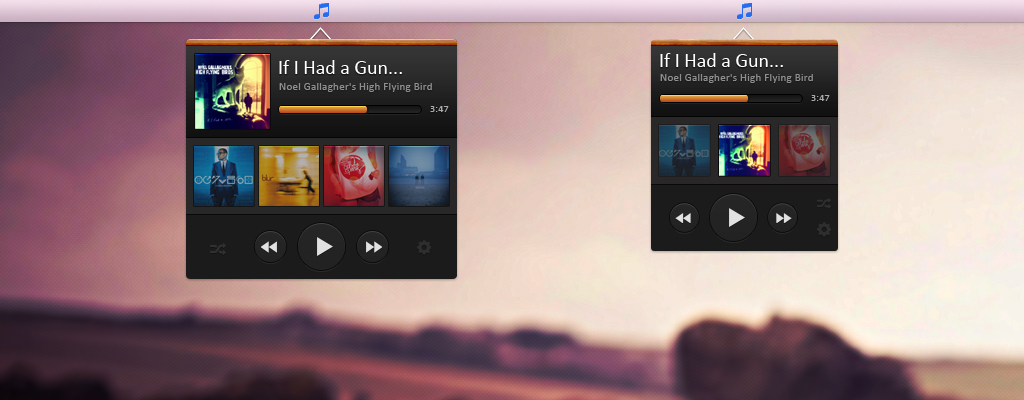 If I Had a Gun...
Noel Gallagher's High Flying Bird
3:47
NOEL GALLAGHER'S
HIGH FLYING BIRDS
blur
If I Had a Gun...
Noel Gallagher's High Flying Bird
3:47